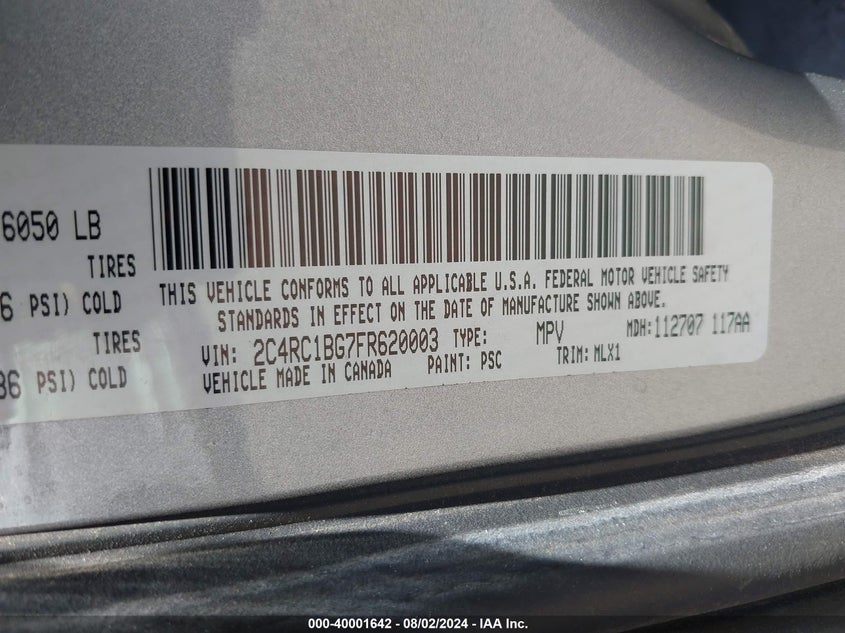 6050 LB
TIRES
6 PSI) COLD
TIRES
36 PSI) COLD
THIS VEHICLE CONFORMS TO ALL APPLICABLE U.S.A. FEDERAL MOTOR VEHICLE SAFETY
STANDARDS IN EFFECT ON THE DATE OF MANUFACTURE SHOWN ABOVE.
VIN: 2C4RC1BG7FR620003 TYPE: MPV MDH: 112707 117AA
VEHICLE MADE IN CANADA PAINT: PSC TRIM: MLX1
000-40001642 - 08/02/2024 - IAA Inc.